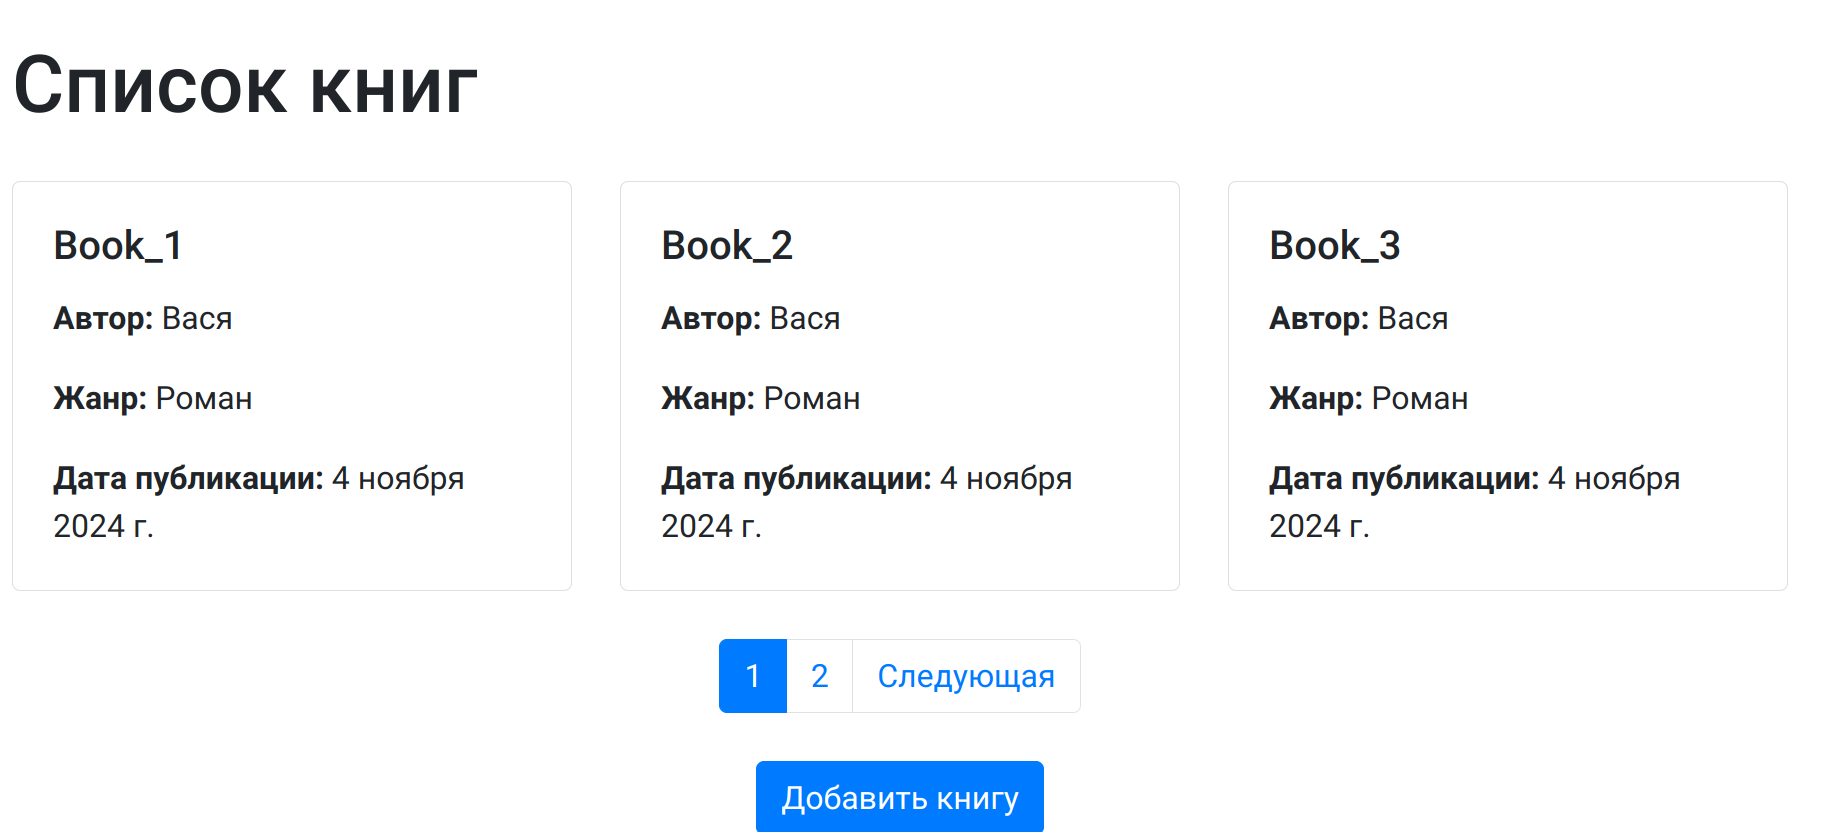 Список книг
Book_1
Автор: Вася
Жанр: Роман
Дата публикации: 4 ноября
2024 г.
Book_2
Автор: Вася
Жанр: Роман
Дата публикации: 4 ноября
2024 г.
Book_3
Автор: Вася
Жанр: Роман
Дата публикации: 4 ноября
2024 г.
1 2 Следующая
Добавить книгу